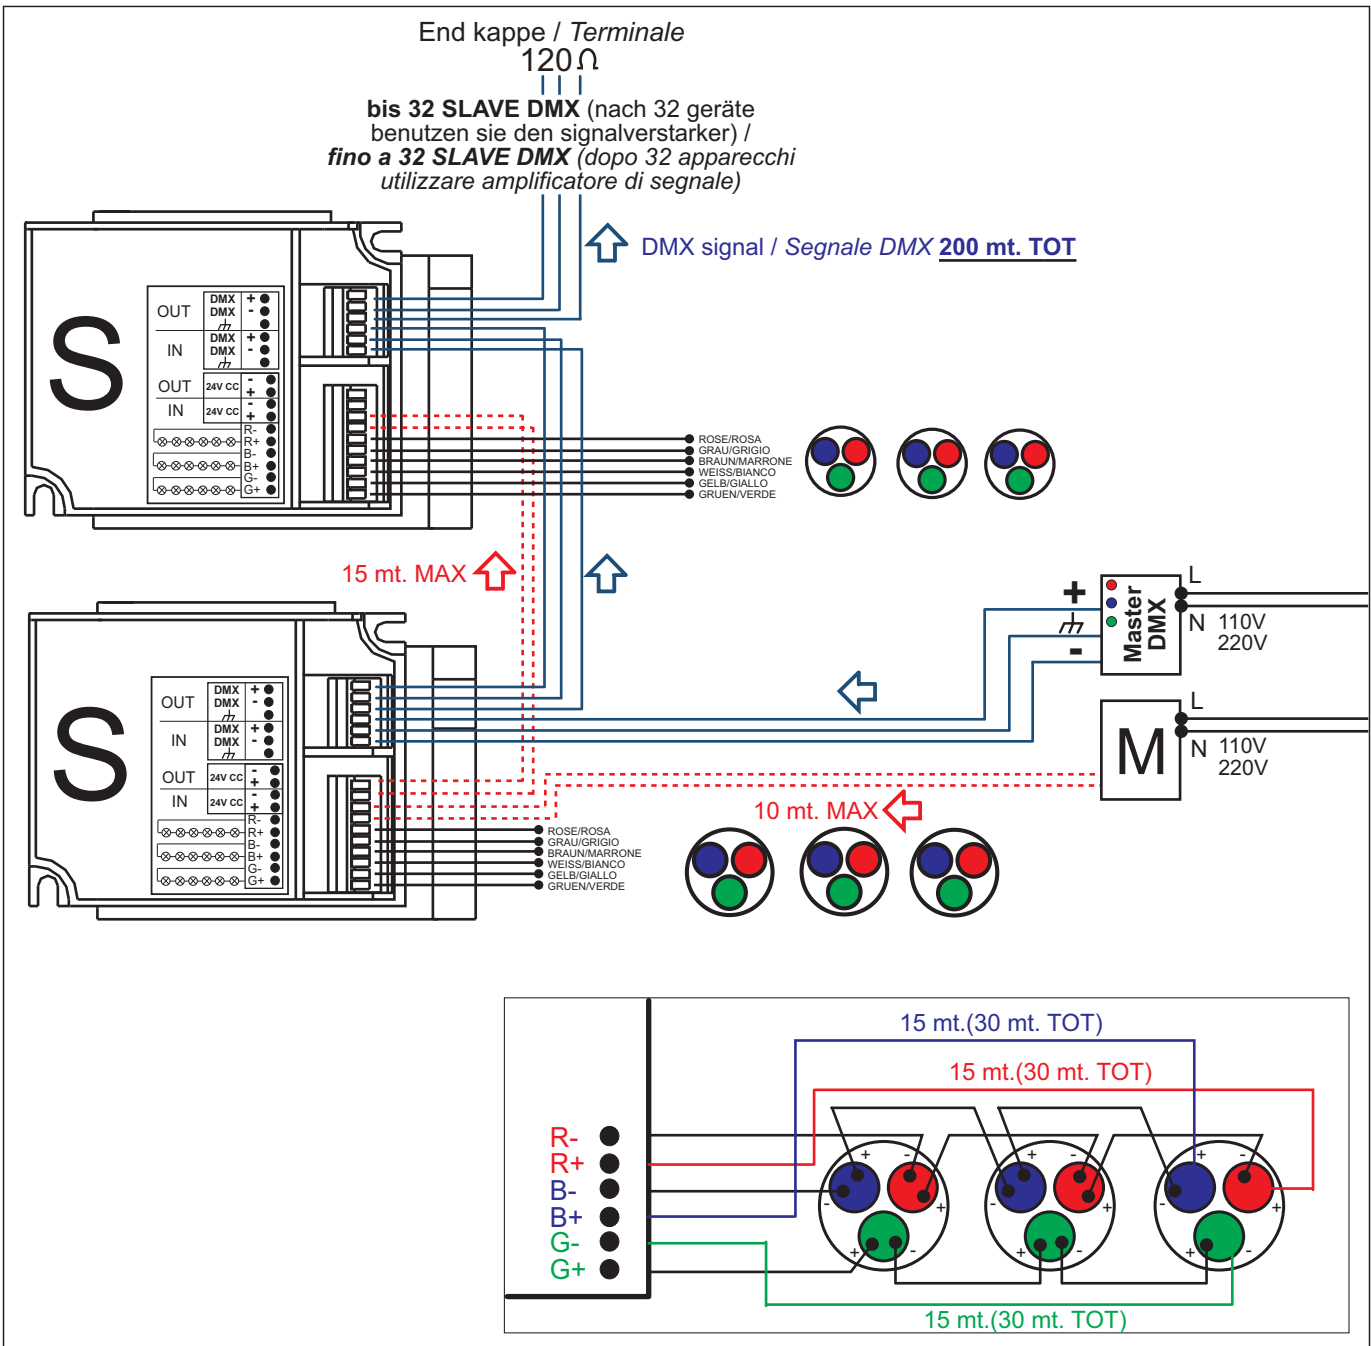 End kappe / Terminale
120Ω
bis 32 SLAVE DMX (nach 32 geräte
benutzen sie den signalverstarker) /
fino a 32 SLAVE DMX (dopo 32 apparecchi
utilizzare amplificatore di segnale)
DMX signal / Segnale DMX 200 mt. TOT
S
OUT DMX +
DMX -
IN DMX +
DMX -
OUT 24V CC -
+
IN 24V CC -
+
R-
R+
B-
B+
G-
G+
ROSE/ROSA
GRAU/GRIGIO
BRAUN/MARRONE
WEISS/BIANCO
GELB/GIALLO
GRUEN/VERDE
15 mt. MAX
+
-
Master
DMX
L
N 110V
220V
S
OUT DMX +
DMX -
IN DMX +
DMX -
OUT 24V CC -
+
IN 24V CC -
+
R-
R+
B-
B+
G-
G+
M
L
N 110V
220V
10 mt. MAX
ROSE/ROSA
GRAU/GRIGIO
BRAUN/MARRONE
WEISS/BIANCO
GELB/GIALLO
GRUEN/VERDE
15 mt.(30 mt. TOT)
15 mt.(30 mt. TOT)
R-
R+
B-
B+
G-
G+
+ - + - + -
- + - + - +
+ - + - + -
15 mt.(30 mt. TOT)